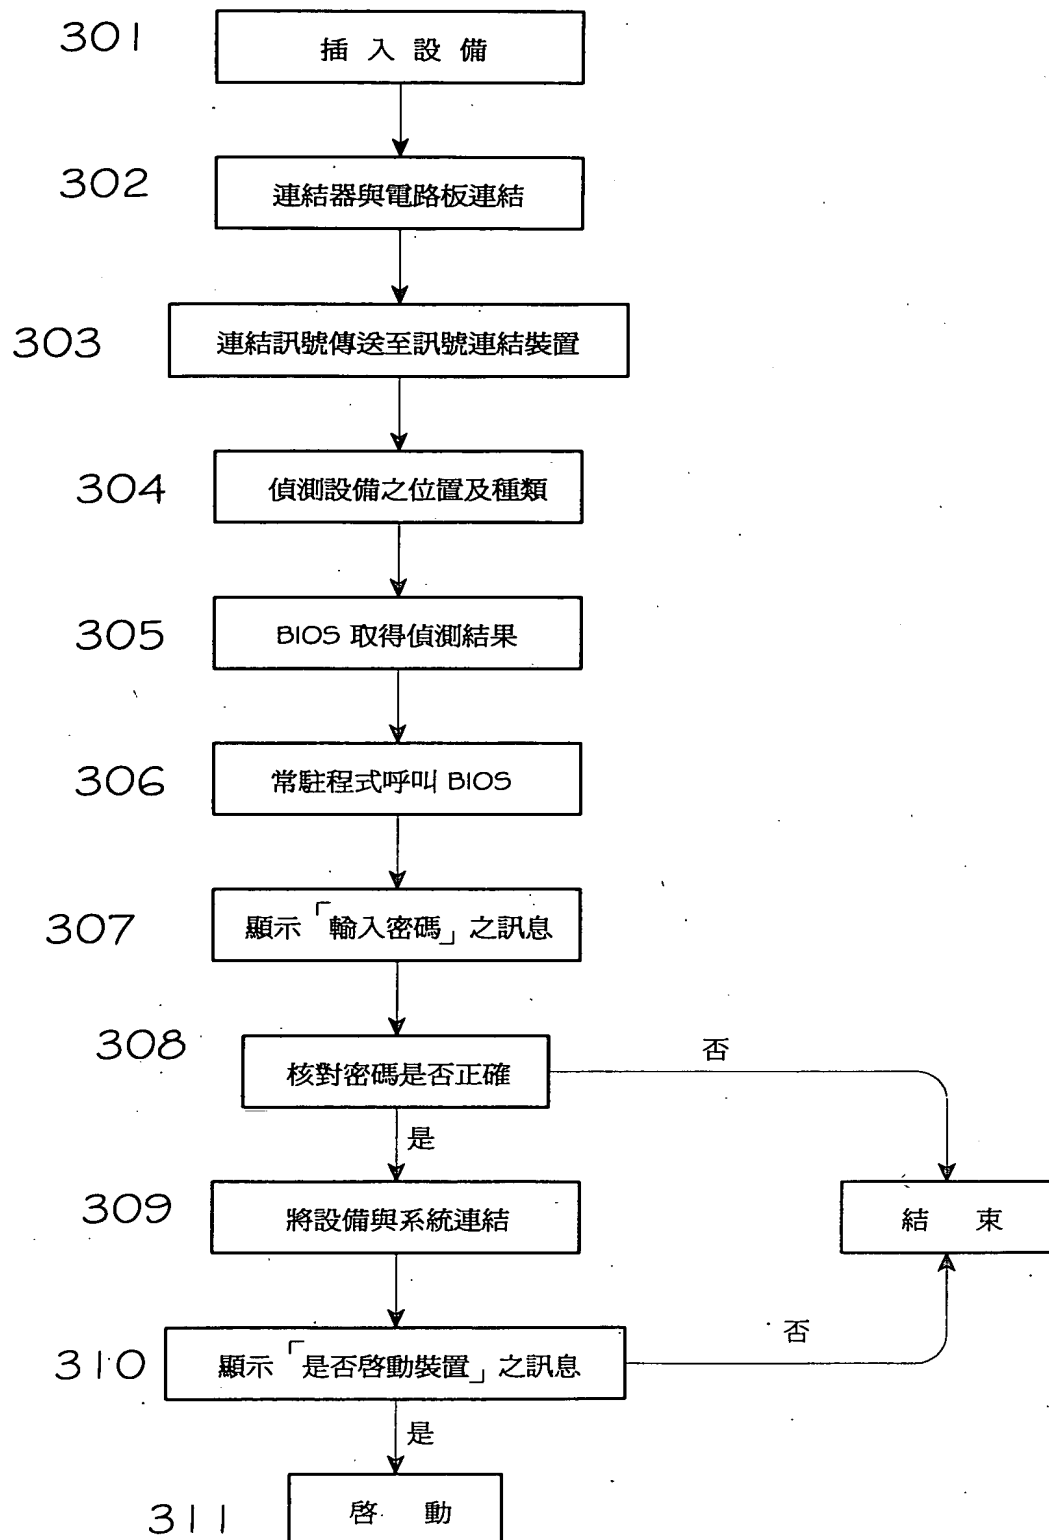 301
插入設備
302
連結器與電路板連結
303
連結訊號傳送至訊號連結裝置
304
偵測設備之位置及種類
305
BIOS 取得偵測結果
306
常駐程式呼叫 BIOS
307
顯示「輸入密碼」之訊息
308
核對密碼是否正確
否
是
309
將設備與系統連結
結束
310
顯示「是否啓動裝置」之訊息
否
是
311
啓動